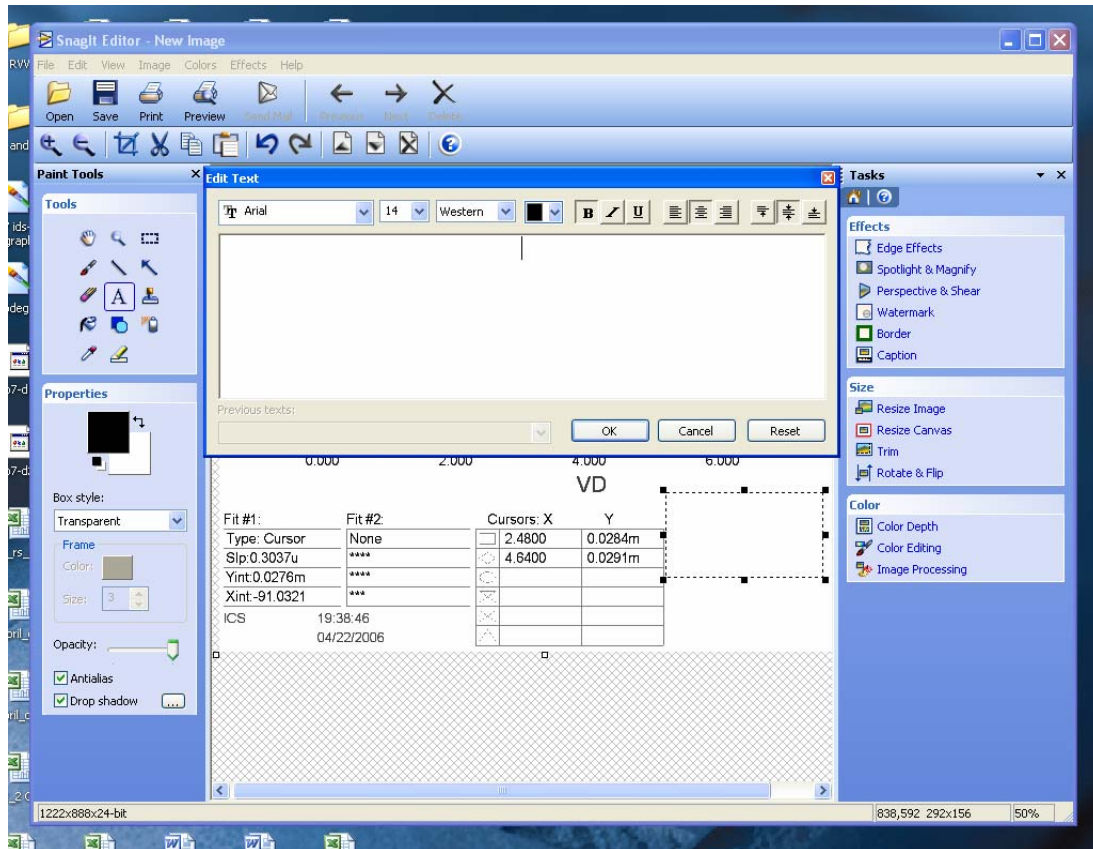 SnagIt Editor - New Image
File Edit View Image Colors Effects Help
Open Save Print Preview Send Mail Previous Next Delete
Paint Tools
Tools
Properties
Box style:
Transparent
Frame
Color:
Size: 3
Opacity:
Antialias
Drop shadow ...
Edit Text
Arial 14 Western B I U
Previous texts:
OK Cancel Reset
0.000 2.000 4.000 6.000
VD
Fit #1: Fit #2: Cursors: X Y
Type: Cursor None 2.4800 0.0284m
Slp:0.3037u **** 4.6400 0.0291m
Yint:0.0276m ****
Xint:-91.0321 ***
ICS 19:38:46
04/22/2006
Tasks
Effects
Edge Effects
Spotlight & Magnify
Perspective & Shear
Watermark
Border
Caption
Size
Resize Image
Resize Canvas
Trim
Rotate & Flip
Color
Color Depth
Color Editing
Image Processing
1222x888x24-bit 838,592 292x156 50%